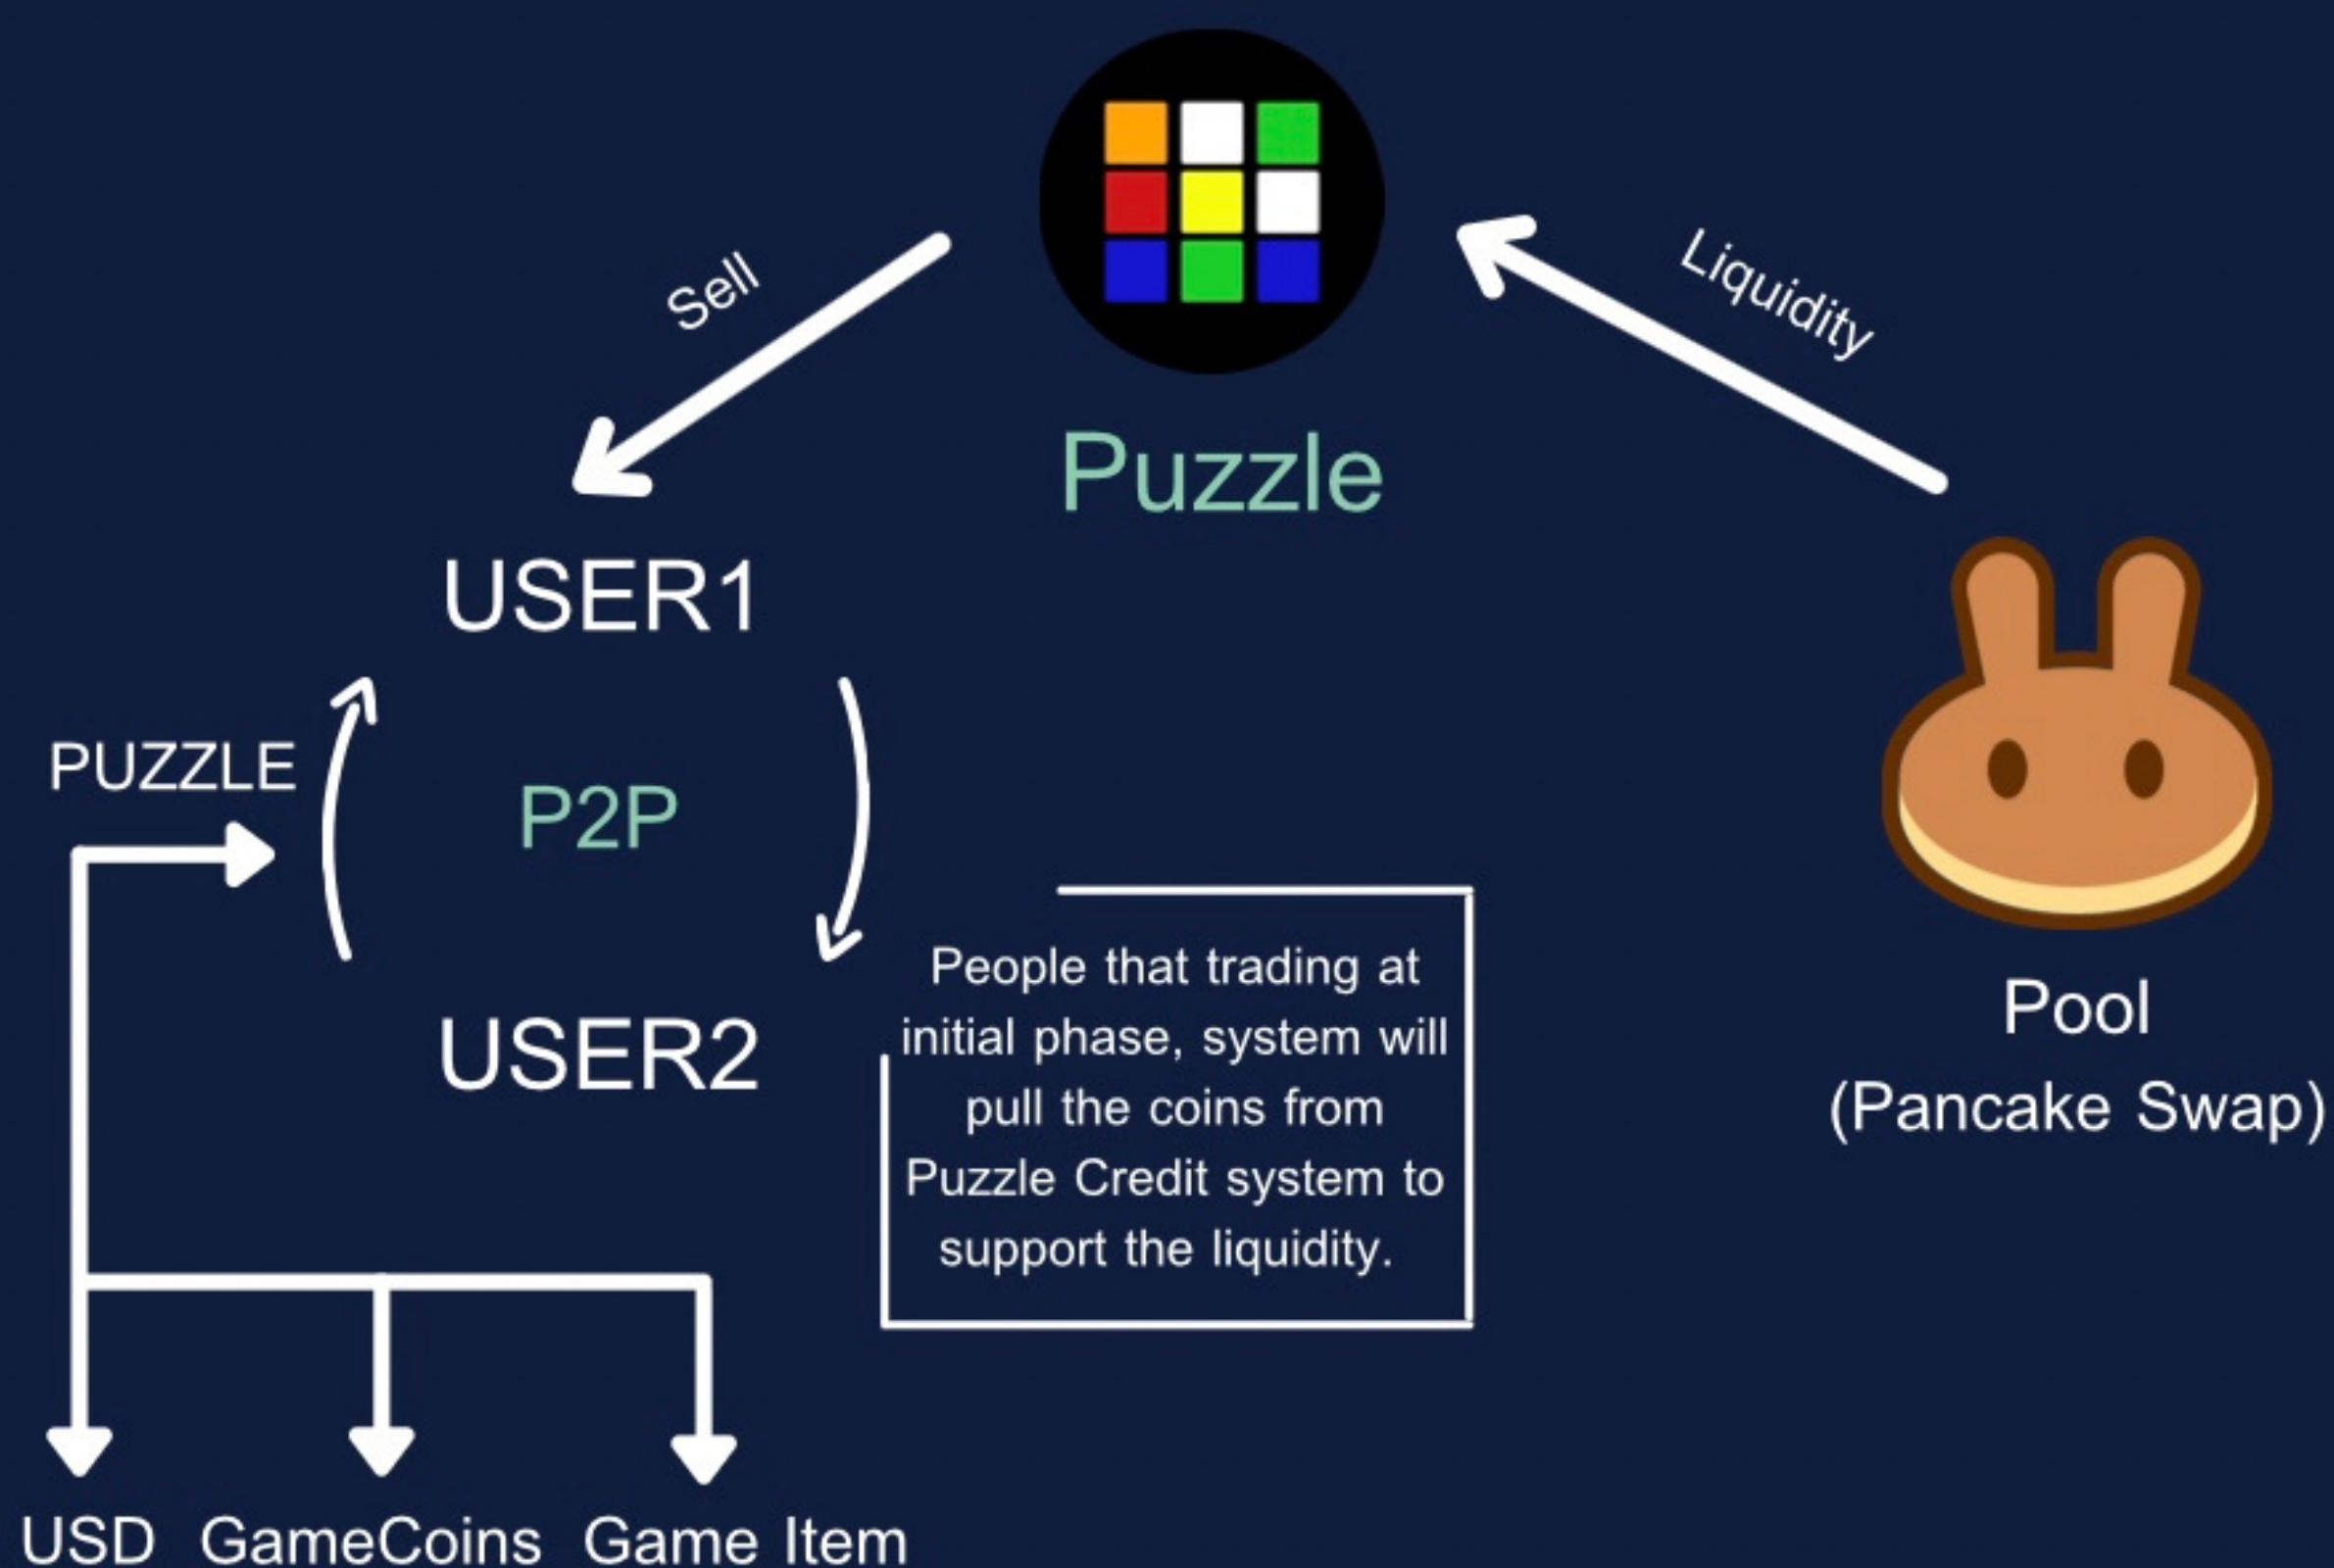 Sell
Liquidity
Puzzle
USER1
PUZZLE
P2P
USER2
People that trading at
initial phase, system will
pull the coins from
Puzzle Credit system to
support the liquidity.
Pool
(Pancake Swap)
USD GameCoins Game Item